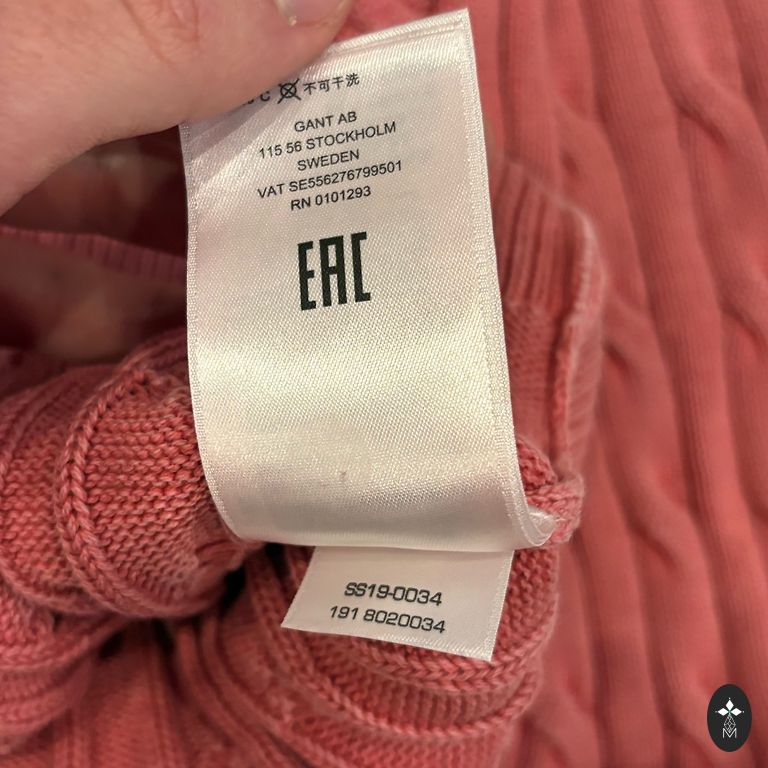 C 不可干洗
GANT AB
115 56 STOCKHOLM
SWEDEN
VAT SE556276799501
RN 0101293
EAC
SS19-0034
191 8020034
M